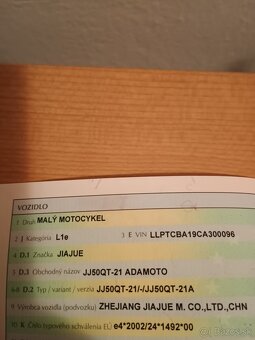 VOZIDLO
1 Druh MALÝ MOTOCYKEL
2 J Kategória L1e 3 E VIN LLPTCBA19CA300096
4 D.1 Značka JIAJUE
5 D.3 Obchodný názov JJ50QT-21 ADAMOTO
6-8 D.2 Typ / variant / verzia JJ50QT-21/-/JJ50QT-21A
9 Výrobca vozidla (podvozku) ZHEJIANG JIAJUE M. CO.,LTD.,CHN
10 K Číslo typového schválenia EÚ e4*2002/24*1492*00